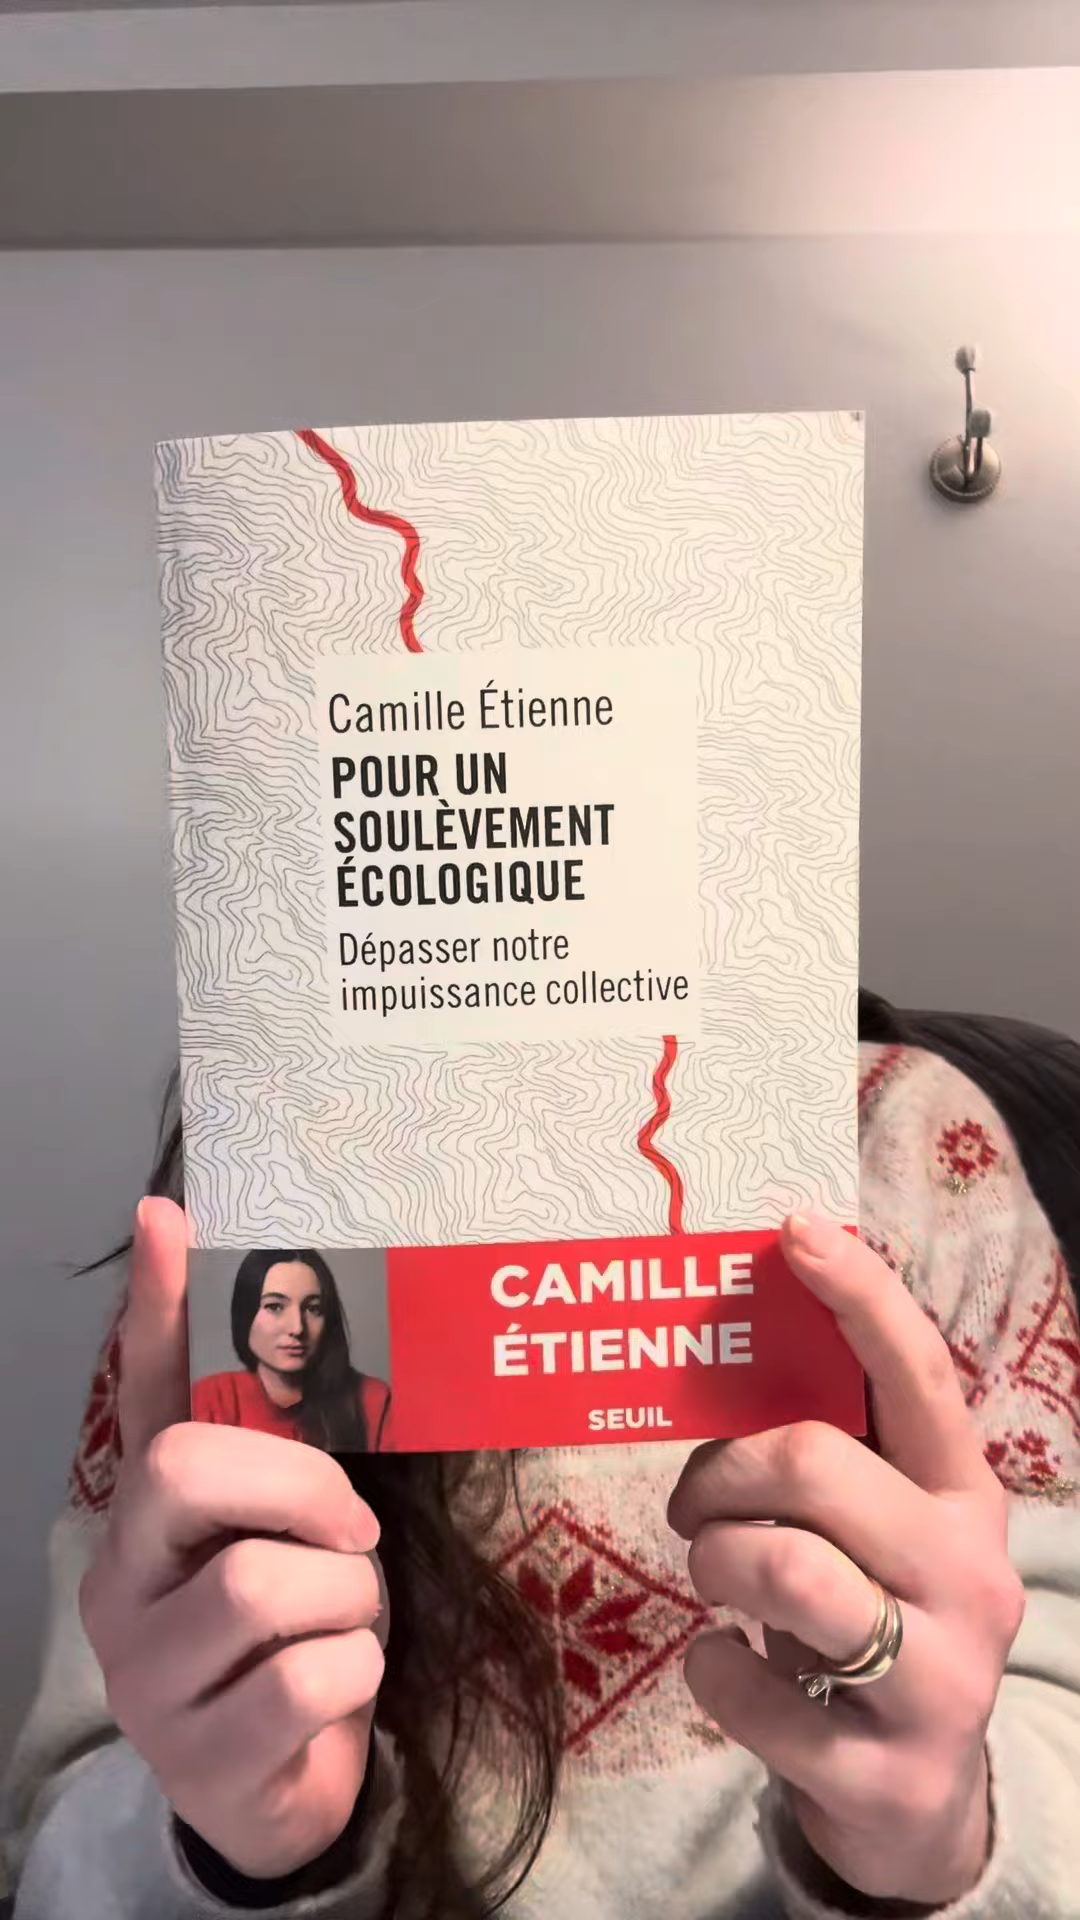 Camille Étienne
POUR UN
SOULÈVEMENT
ÉCOLOGIQUE
Dépasser notre
impuissance collective
CAMILLE
ÉTIENNE
SEUIL